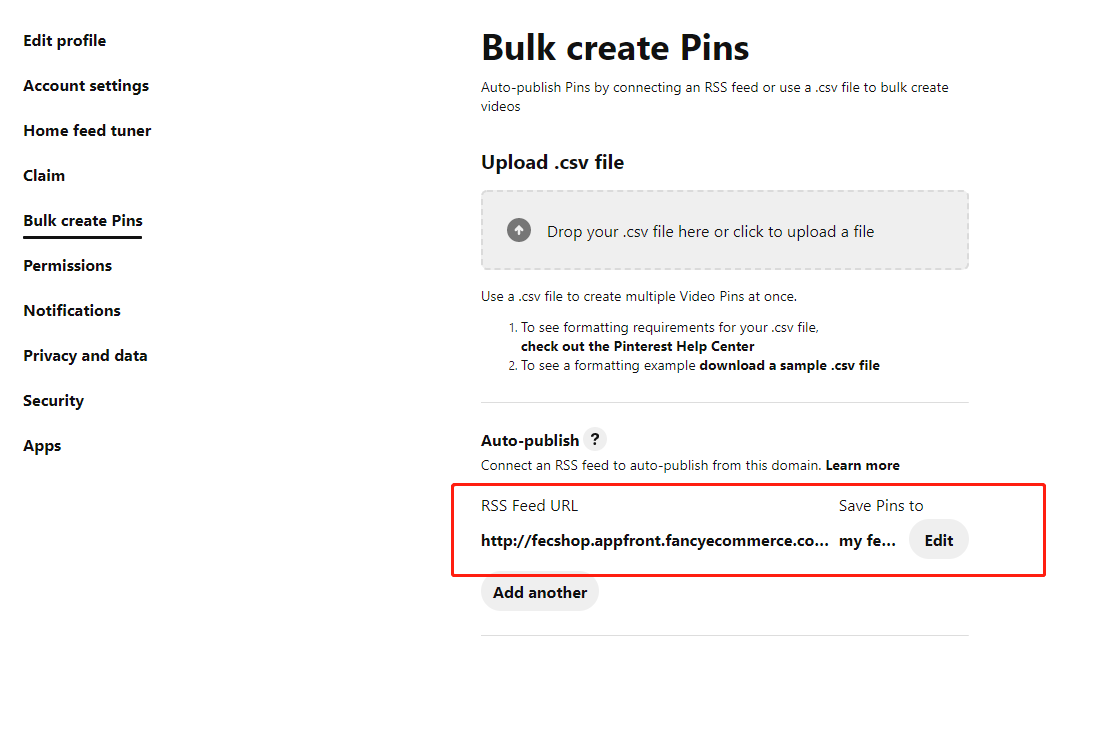 Edit profile
Account settings
Home feed tuner
Claim
Bulk create Pins
Permissions
Notifications
Privacy and data
Security
Apps
Bulk create Pins
Auto-publish Pins by connecting an RSS feed or use a .csv file to bulk create
videos
Upload .csv file
Drop your .csv file here or click to upload a file
Use a .csv file to create multiple Video Pins at once.
1. To see formatting requirements for your .csv file,
check out the Pinterest Help Center
2. To see a formatting example download a sample .csv file
Auto-publish ?
Connect an RSS feed to auto-publish from this domain. Learn more
RSS Feed URL Save Pins to
http://fecshop.appfront.fancyecommerce.co... my fe... Edit
Add another